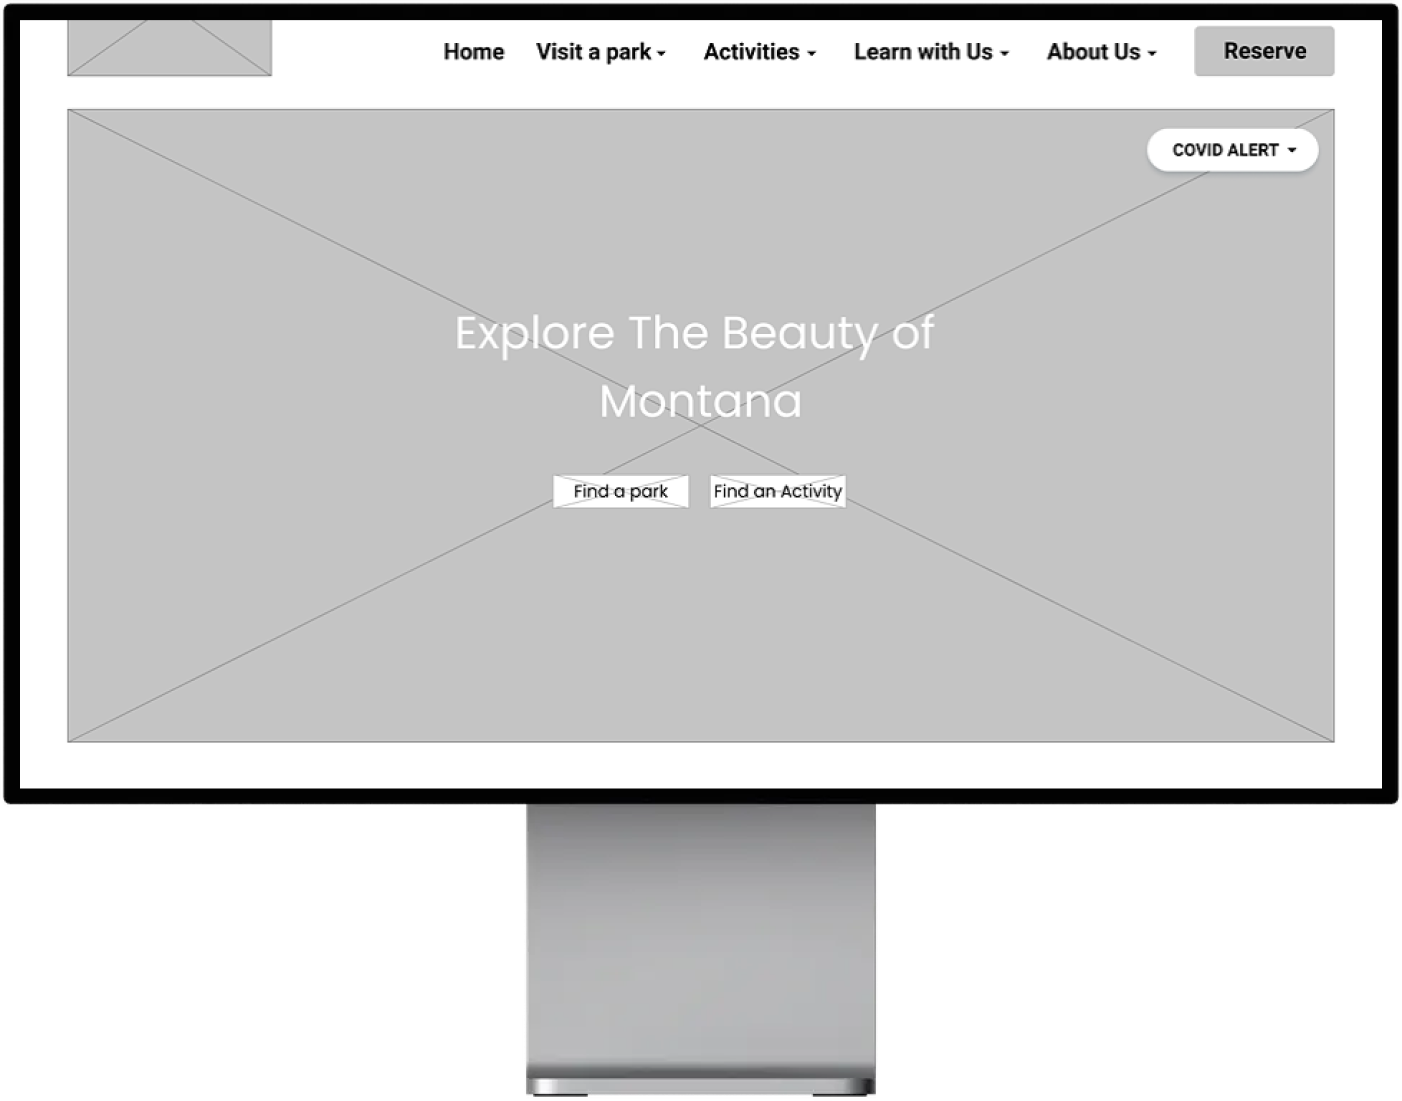 Home Visit a park Activities Learn with Us About Us Reserve
COVID ALERT
Explore The Beauty of
Montana
Find a park Find an Activity